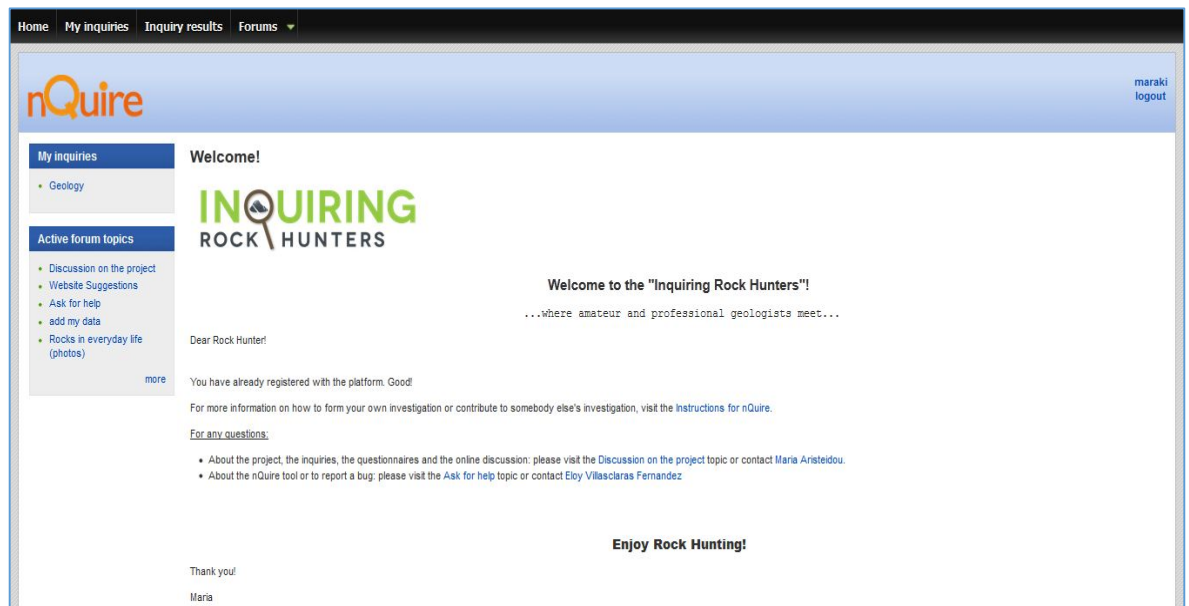 Home My inquiries Inquiry results Forums
nQuire
maraki
logout
My inquiries
Geology
Active forum topics
Discussion on the project
Website Suggestions
Ask for help
add my data
Rocks in everyday life
(photos)
more
Welcome!
INQUIRING
ROCK HUNTERS
Welcome to the "Inquiring Rock Hunters"!
...where amateur and professional geologists meet...
Dear Rock Hunter!
You have already registered with the platform. Good!
For more information on how to form your own investigation or contribute to somebody else's investigation, visit the Instructions for nQuire.
For any questions:
About the project, the inquiries, the questionnaires and the online discussion: please visit the Discussion on the project topic or contact Maria Aristeidou.
About the nQuire tool or to report a bug: please visit the Ask for help topic or contact Eloy Villasclaras Fernandez
Enjoy Rock Hunting!
Thank you!
Maria